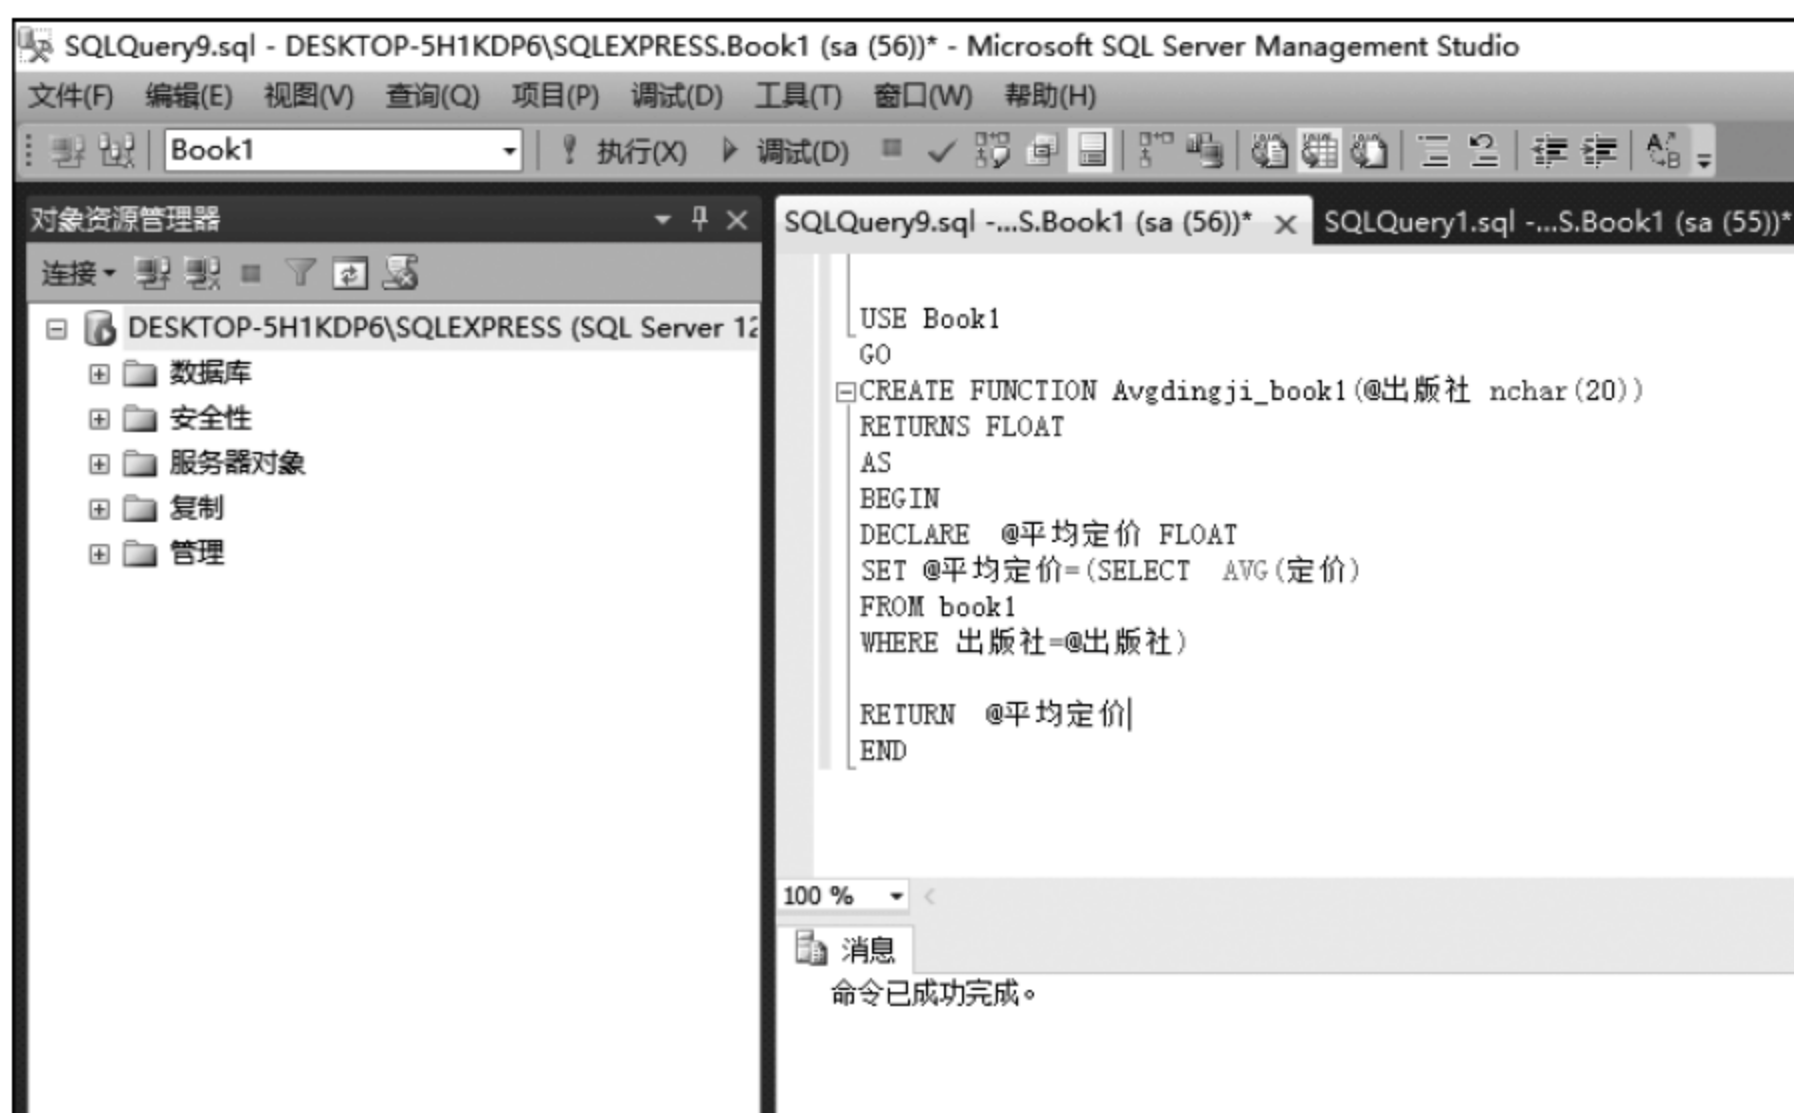 SQLQuery9.sql - DESKTOP-5H1KDP6\SQLEXPRESS.Book1 (sa (56))* - Microsoft SQL Server Management Studio
文件(F) 编辑(E) 视图(V) 查询(Q) 项目(P) 调试(D) 工具(T) 窗口(W) 帮助(H)
Book1 执行(X) 调试(D)
对象资源管理器
连接
DESKTOP-5H1KDP6\SQLEXPRESS (SQL Server 12
数据库
安全性
服务器对象
复制
管理
SQLQuery9.sql -...S.Book1 (sa (56))* SQLQuery1.sql -...S.Book1 (sa (55))*
USE Book1
GO
CREATE FUNCTION Avgdingji_book1(@出版社 nchar(20))
RETURNS FLOAT
AS
BEGIN
DECLARE @平均定价 FLOAT
SET @平均定价=(SELECT AVG(定价)
FROM book1
WHERE 出版社=@出版社)
RETURN @平均定价
END
100 %
消息
命令已成功完成。